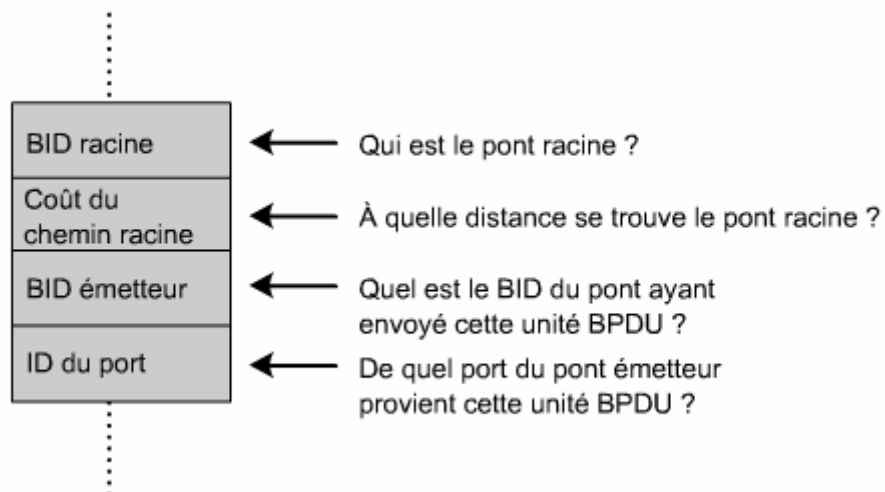 BID racine
Qui est le pont racine ?
Coût du
chemin racine
À quelle distance se trouve le pont racine ?
BID émetteur
Quel est le BID du pont ayant
envoyé cette unité BPDU ?
ID du port
De quel port du pont émetteur
provient cette unité BPDU ?